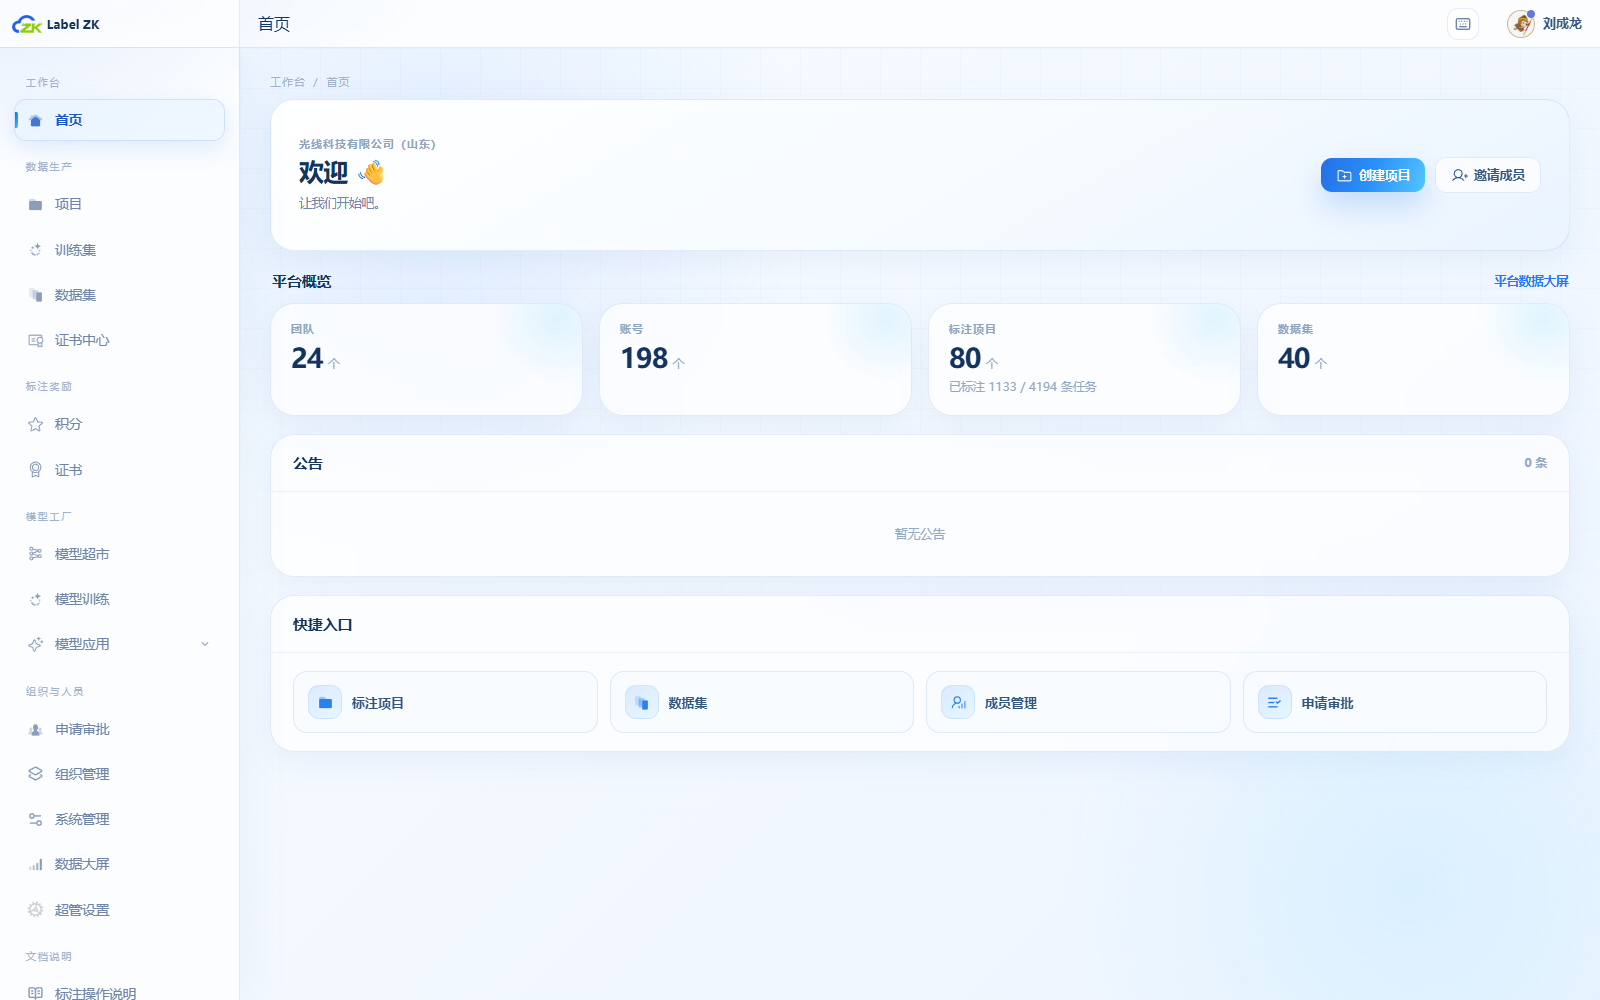 ZK Label ZK
首页
刘成龙
工作台
首页
数据生产
项目
训练集
数据集
证书中心
标注奖励
积分
证书
模型工厂
模型超市
模型训练
模型应用
组织与人员
申请审批
组织管理
系统管理
数据大屏
超管设置
文档说明
标注操作说明
工作台 / 首页
光线科技有限公司（山东）
欢迎 👋
让我们开始吧。
创建项目
邀请成员
平台概览
平台数据大屏
团队
24 个
账号
198 个
标注项目
80 个
已标注 1133 / 4194 条任务
数据集
40 个
公告
0 条
暂无公告
快捷入口
标注项目
数据集
成员管理
申请审批